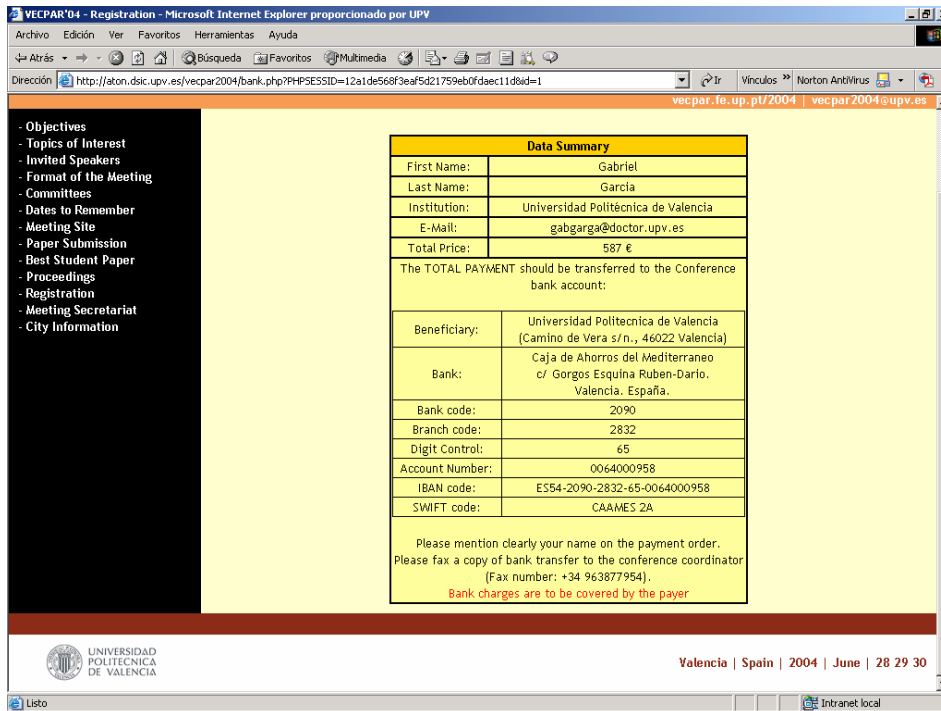 VECPAR'04 - Registration - Microsoft Internet Explorer proporcionado por UPV
Archivo Edición Ver Favoritos Herramientas Ayuda
Atrás Búsqueda Favoritos Multimedia
Dirección http://aton.dsic.upv.es/vecpar2004/bank.php?PHPSESSID=12a1de568f3eaf5d21759eb0fdaec11d8&id=1 Ir Vínculos » Norton AntiVirus
vecpar.fe.up.pt/2004 | vecpar2004@upv.es
- Objectives
- Topics of Interest
- Invited Speakers
- Format of the Meeting
- Committees
- Dates to Remember
- Meeting Site
- Paper Submission
- Best Student Paper
- Proceedings
- Registration
- Meeting Secretariat
- City Information
Data Summary
First Name: Gabriel
Last Name: Garcia
Institution: Universidad Politécnica de Valencia
E-Mail: gabgarga@doctor.upv.es
Total Price: 587 €
The TOTAL PAYMENT should be transferred to the Conference
bank account:
Beneficiary: Universidad Politecnica de Valencia
(Camino de Vera s/n., 46022 Valencia)
Bank: Caja de Ahorros del Mediterraneo
c/ Gorgos Esquina Ruben-Dario.
Valencia. España.
Bank code: 2090
Branch code: 2832
Digit Control: 65
Account Number: 0064000958
IBAN code: ES54-2090-2832-65-0064000958
SWIFT code: CAAMES 2A
Please mention clearly your name on the payment order.
Please fax a copy of bank transfer to the conference coordinator
(Fax number: +34 963877954).
Bank charges are to be covered by the payer
UNIVERSIDAD
POLITECNICA
DE VALENCIA
Valencia | Spain | 2004 | June | 28 29 30
Listo Intranet local